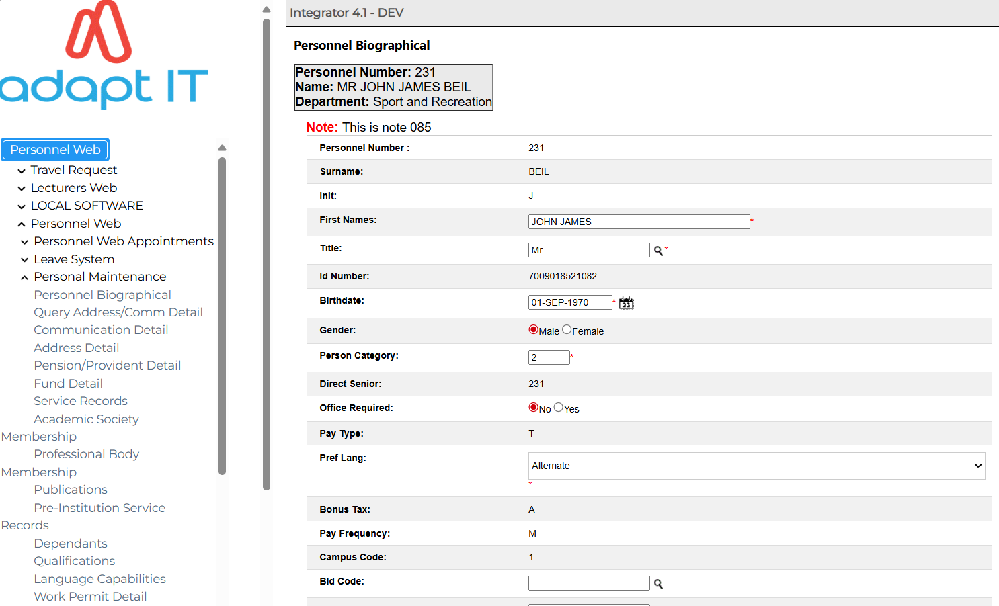 adapt IT
Personnel Web
Travel Request
Lecturers Web
LOCAL SOFTWARE
Personnel Web
Personnel Web Appointments
Leave System
Personal Maintenance
Personnel Biographical
Query Address/Comm Detail
Communication Detail
Address Detail
Pension/Provident Detail
Fund Detail
Service Records
Academic Society
Membership
Professional Body
Membership
Publications
Pre-Institution Service
Records
Dependants
Qualifications
Language Capabilities
Work Permit Detail
Integrator 4.1 - DEV
Personnel Biographical
Personnel Number: 231
Name: MR JOHN JAMES BEIL
Department: Sport and Recreation
Note: This is note 085
Personnel Number : 231
Surname: BEIL
Init: J
First Names: JOHN JAMES *
Title: Mr *
Id Number: 7009018521082
Birthdate: 01-SEP-1970 * 23
Gender: Male Female
Person Category: 2 *
Direct Senior: 231
Office Required: No Yes
Pay Type: T
Pref Lang: Alternate
*
Bonus Tax: A
Pay Frequency: M
Campus Code: 1
Bld Code: